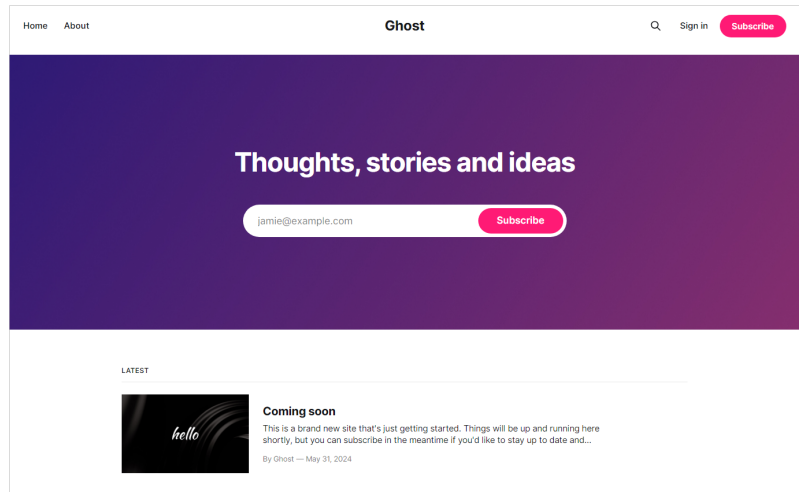 Home About Ghost Sign in Subscribe
Thoughts, stories and ideas
jamie@example.com Subscribe
LATEST
hello
Coming soon
This is a brand new site that's just getting started. Things will be up and running here
shortly, but you can subscribe in the meantime if you'd like to stay up to date and...
By Ghost — May 31, 2024